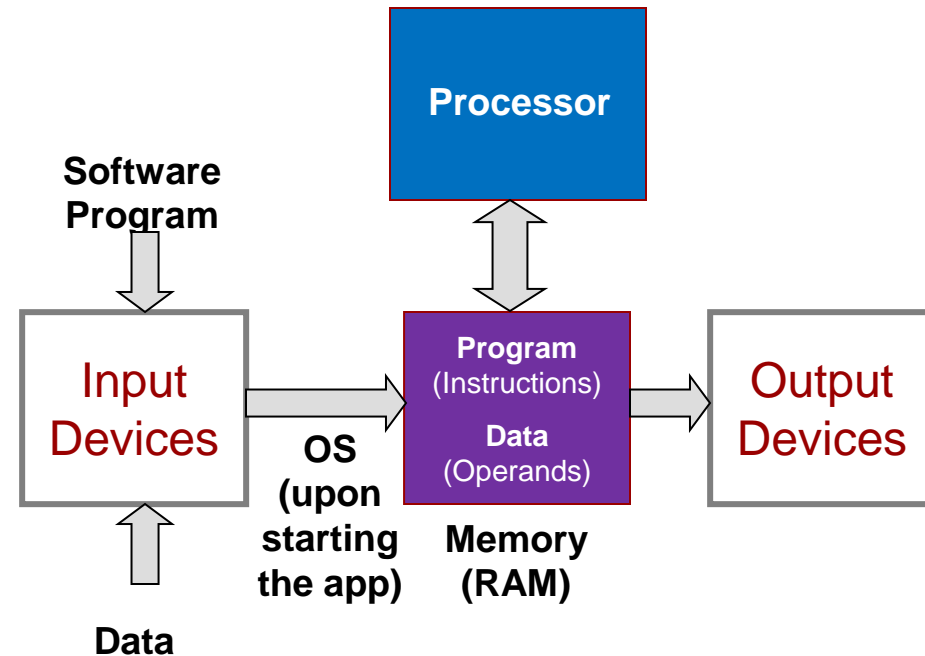 Processor
Software
Program
Input
Devices
OS
(upon
starting
the app)
Program
(Instructions)
Data
(Operands)
Memory
(RAM)
Output
Devices
Data